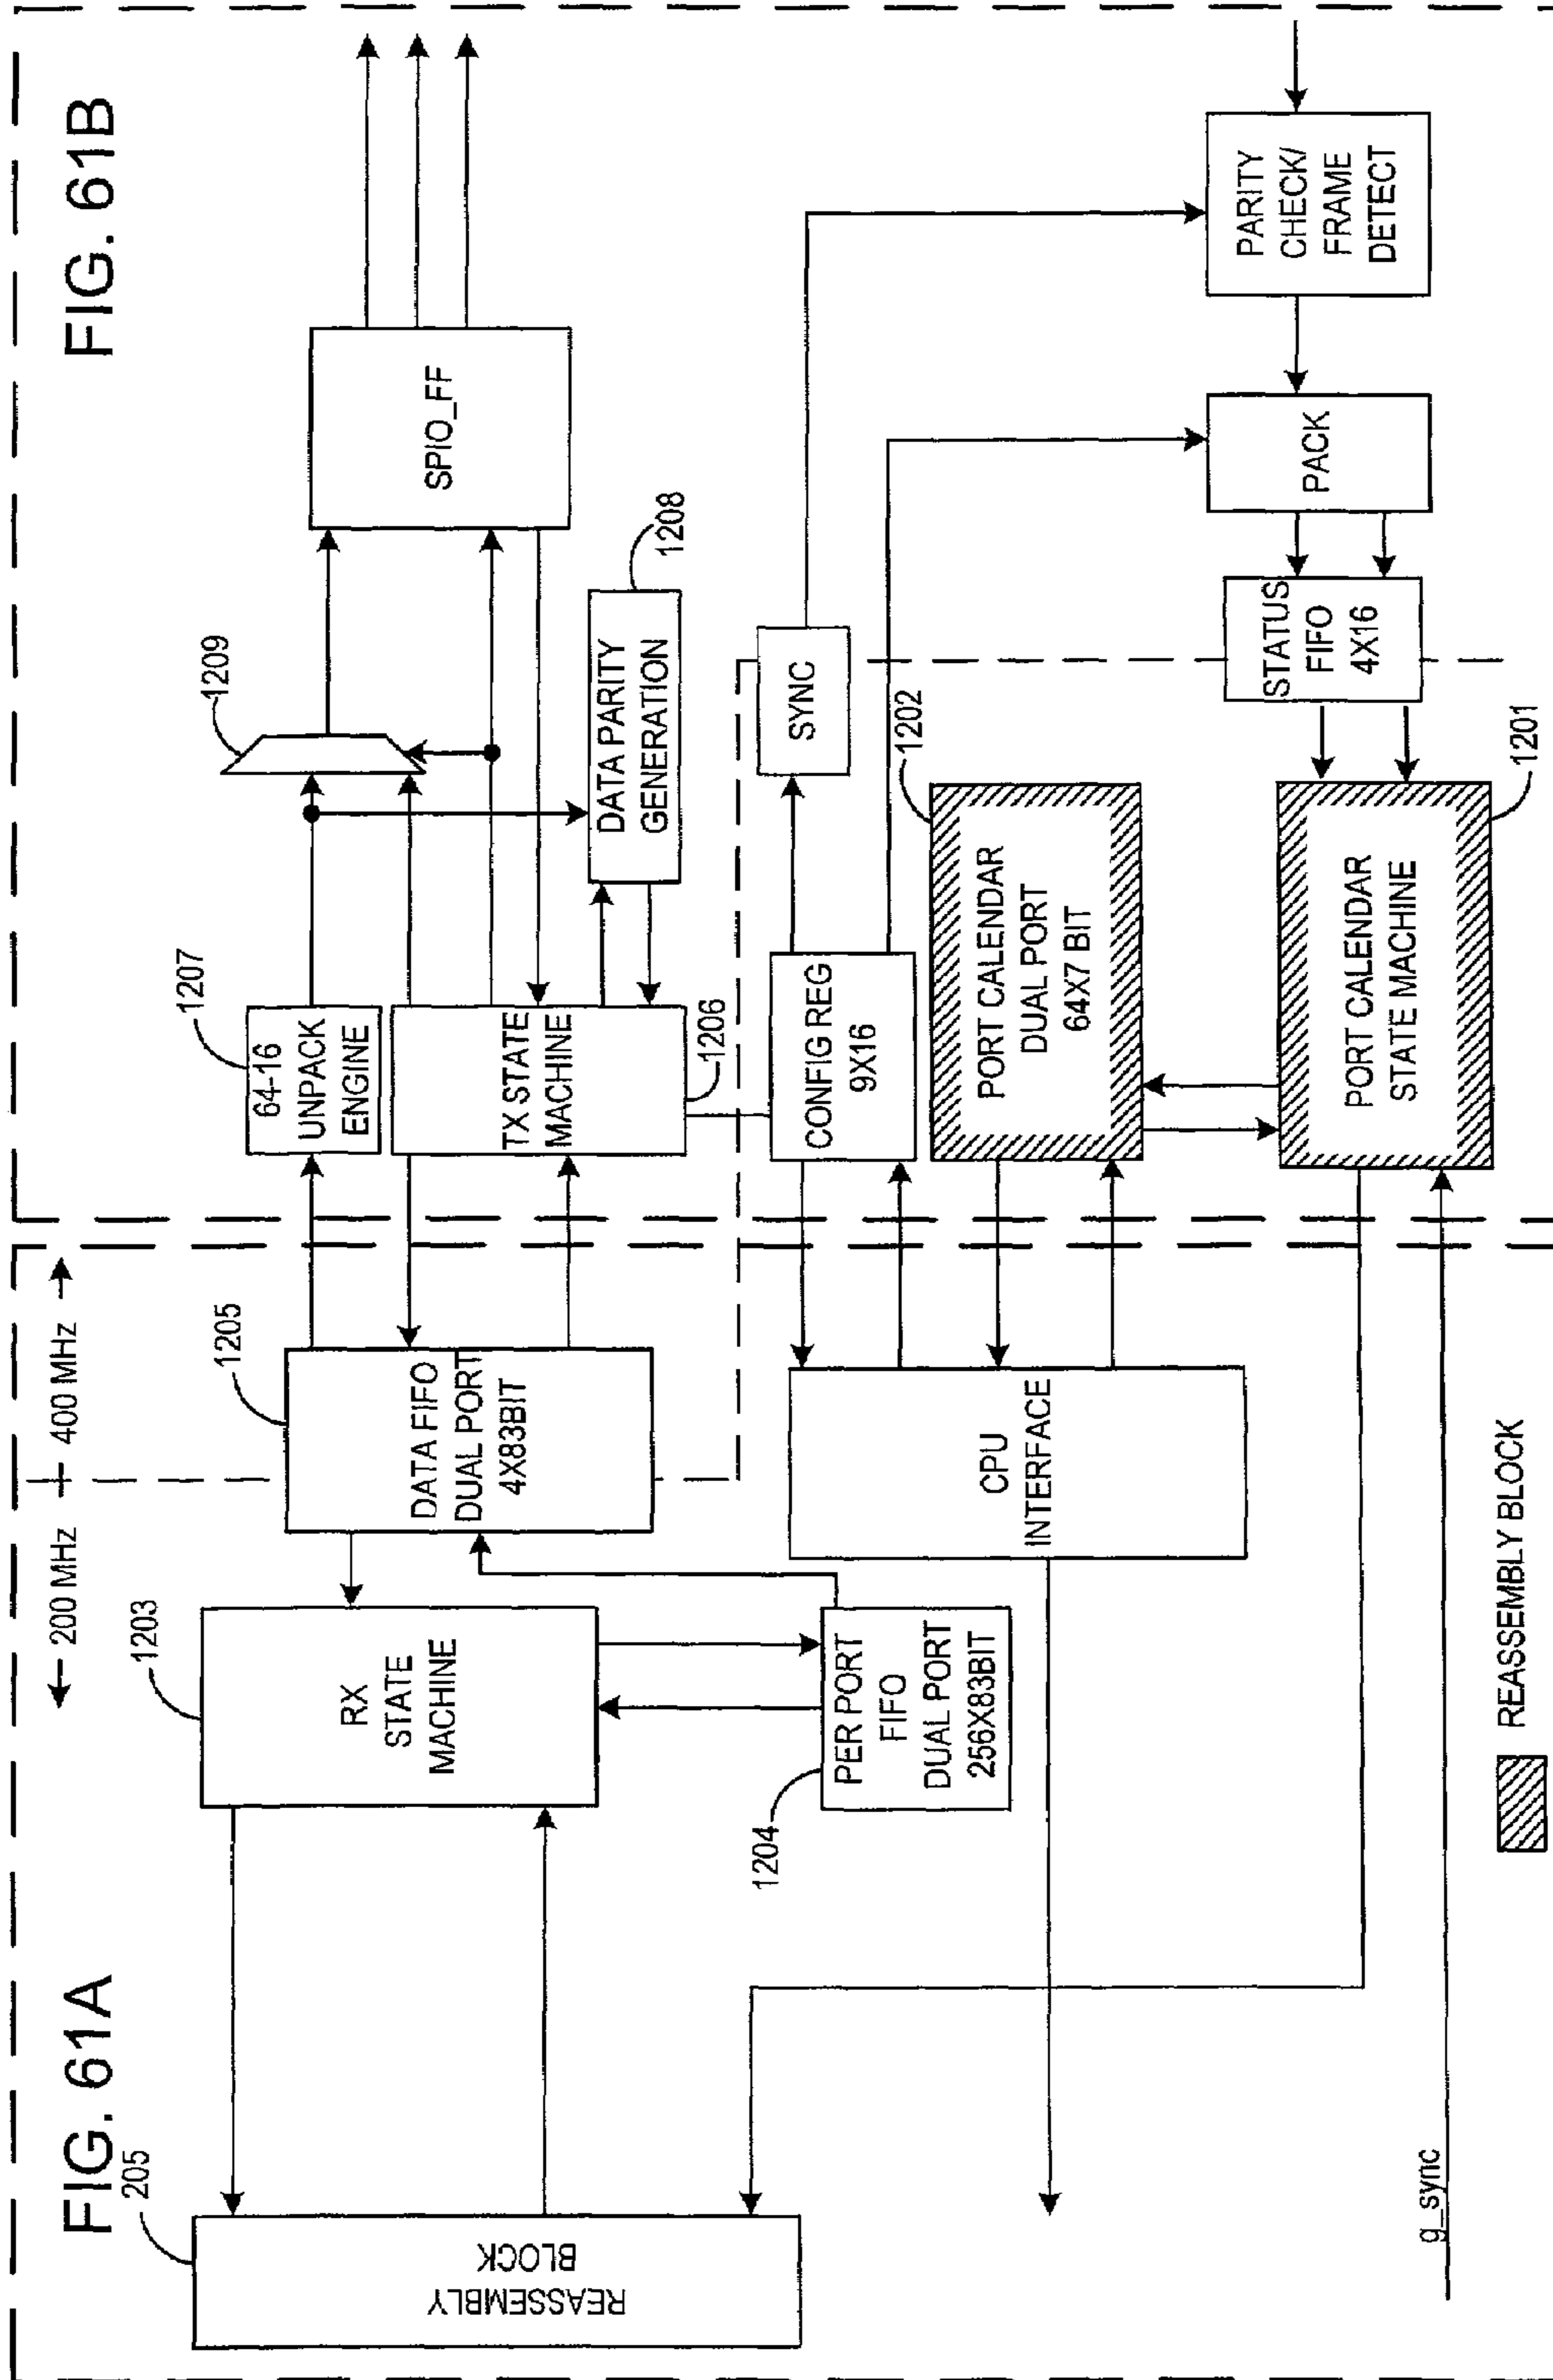 FIG. 61A
FIG. 61B
200 MHz
400 MHz
205
REASSEMBLY
BLOCK
1203
RX
STATE
MACHINE
1204
PER PORT
FIFO
DUAL PORT
256X83BIT
1205
DATA FIFO
DUAL PORT
4X83BIT
CPU
INTERFACE
g_sync
REASSEMBLY BLOCK
1207
64-16
UNPACK
ENGINE
TX STATE
MACHINE
1206
1209
DATA PARITY
GENERATION
1208
SPIO_FF
CONFIG REG
9X16
SYNC
1202
PORT CALENDAR
DUAL PORT
64X7 BIT
PORT CALENDAR
STATE MACHINE
1201
STATUS
FIFO
4X16
PACK
PARITY
CHECK/
FRAME
DETECT